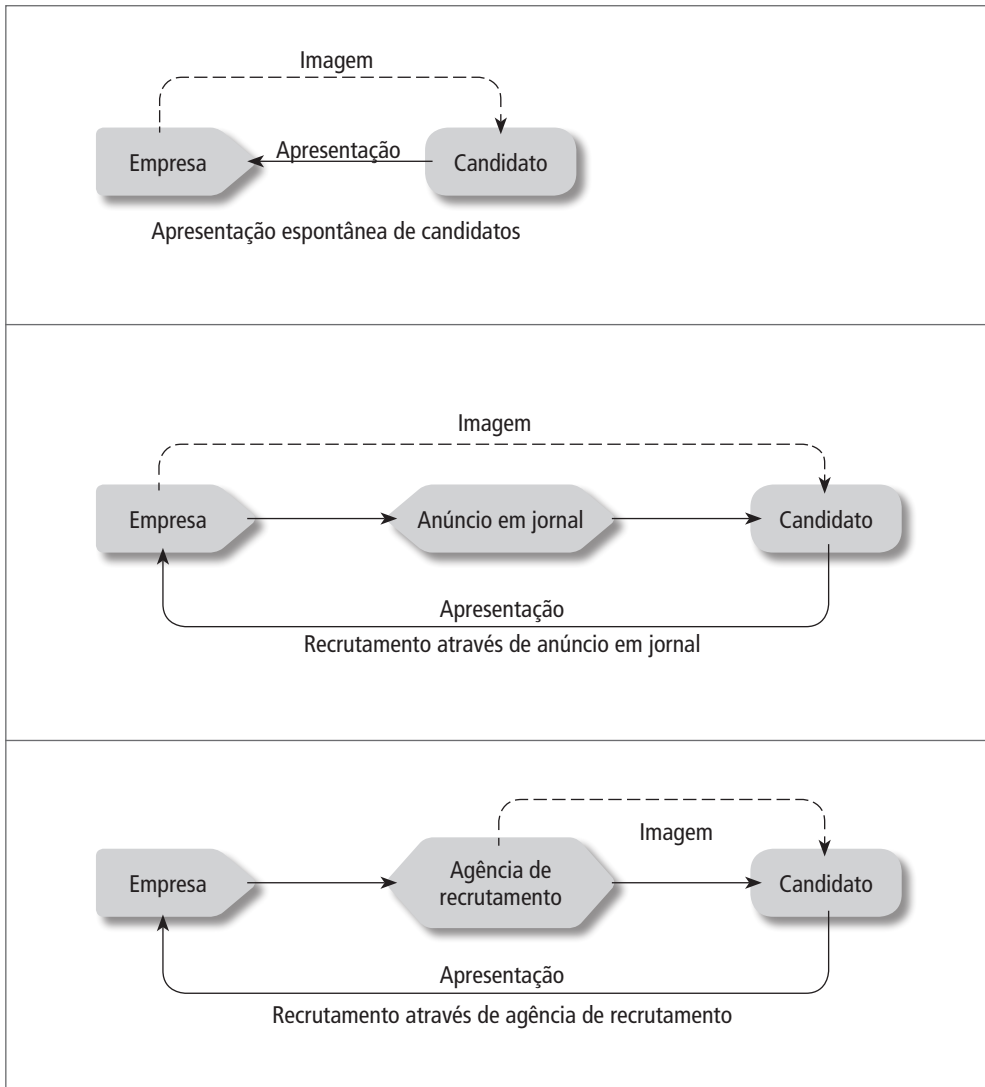 Imagem
Empresa
Apresentação
Candidato
Apresentação espontânea de candidatos
Imagem
Empresa
Anúncio em jornal
Candidato
Apresentação
Recrutamento através de anúncio em jornal
Imagem
Empresa
Agência de
recrutamento
Candidato
Apresentação
Recrutamento através de agência de recrutamento